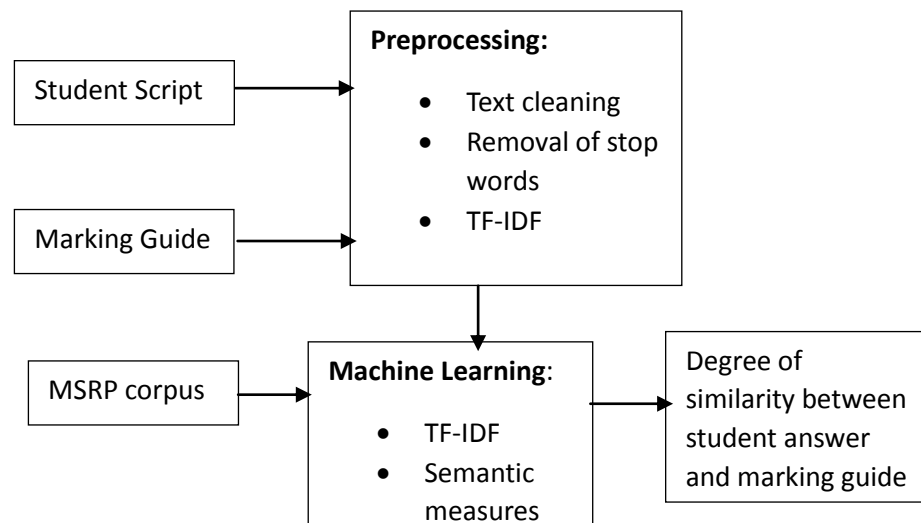 Preprocessing:
Student Script
• Text cleaning
• Removal of stop
words
• TF-IDF
Marking Guide
MSRP corpus
Machine Learning:
• TF-IDF
• Semantic
measures
Degree of
similarity between
student answer
and marking guide